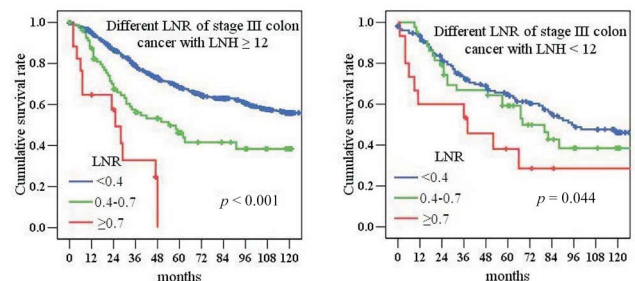 Different LNR of stage III colon
cancer with LNH ≥ 12
Cumulative survival rate
1.0
0.8
0.6
0.4
0.2
0.0
LNR
<0.4
0.4-0.7
≥0.7
p < 0.001
0 12 24 36 48 60 72 84 96 108 120
months
Different LNR of stage III colon
cancer with LNH < 12
Cumulative survival rate
1.0
0.8
0.6
0.4
0.2
0.0
LNR
<0.4
0.4-0.7
≥0.7
p = 0.044
0 12 24 36 48 60 72 84 96 108 120
months